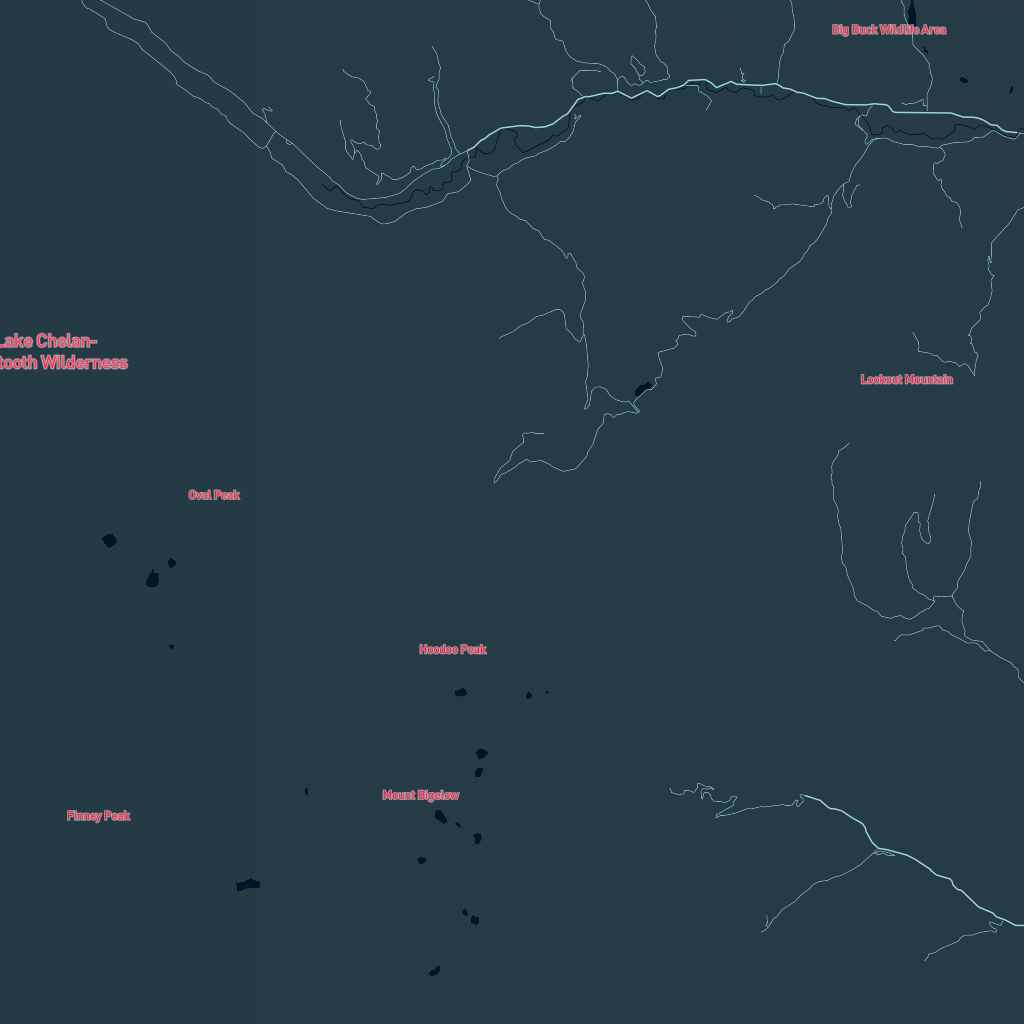 Big Buck Wildlife Area
Lake Chelan-
tooth Wilderness
Lookout Mountain
Oval Peak
Hoodoo Peak
Mount Bigelow
Finney Peak